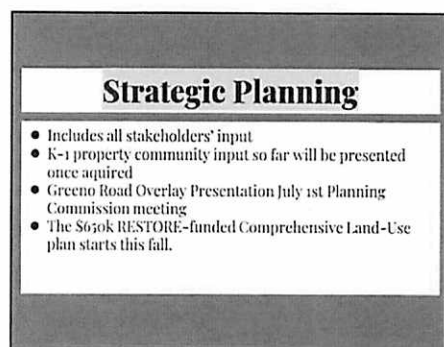 Strategic Planning
● Includes all stakeholders' input
● K-1 property community input so far will be presented
once aquired
● Greeno Road Overlay Presentation July 1st Planning
Commission meeting
● The $650k RESTORE-funded Comprehensive Land-Use
plan starts this fall.